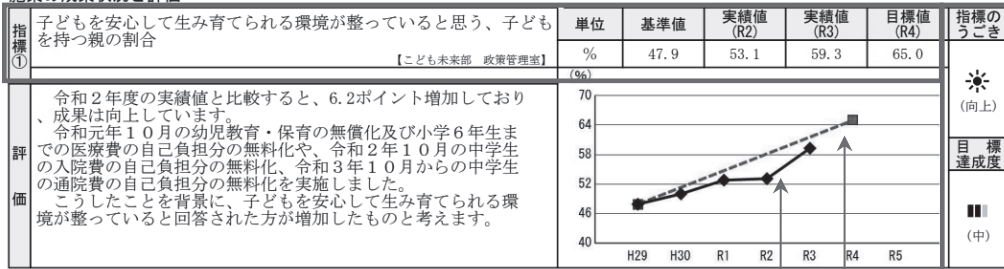 指標①
子どもを安心して生み育てられる環境が整っていると思う、子ども
を持つ親の割合
【こども未来部 政策管理室】
単位
基準値
実績値
(R2)
実績値
(R3)
目標値
(R4)
指標の
うごき
%
47.9
53.1
59.3
65.0
(向上)
目 標
達成度
(中)
評価
令和２年度の実績値と比較すると、6.2ポイント増加しており
、成果は向上しています。
令和元年１０月の幼児教育・保育の無償化及び小学６年生ま
での医療費の自己負担分の無料化や、令和２年１０月の中学生
の入院費の自己負担分の無料化、令和３年１０月からの中学生
の通院費の自己負担分の無料化を実施しました。
こうしたことを背景に、子どもを安心して生み育てられる環
境が整っていると回答された方が増加したものと考えます。
(%)
70
64
58
52
46
40
H29 H30 R1 R2 R3 R4 R5